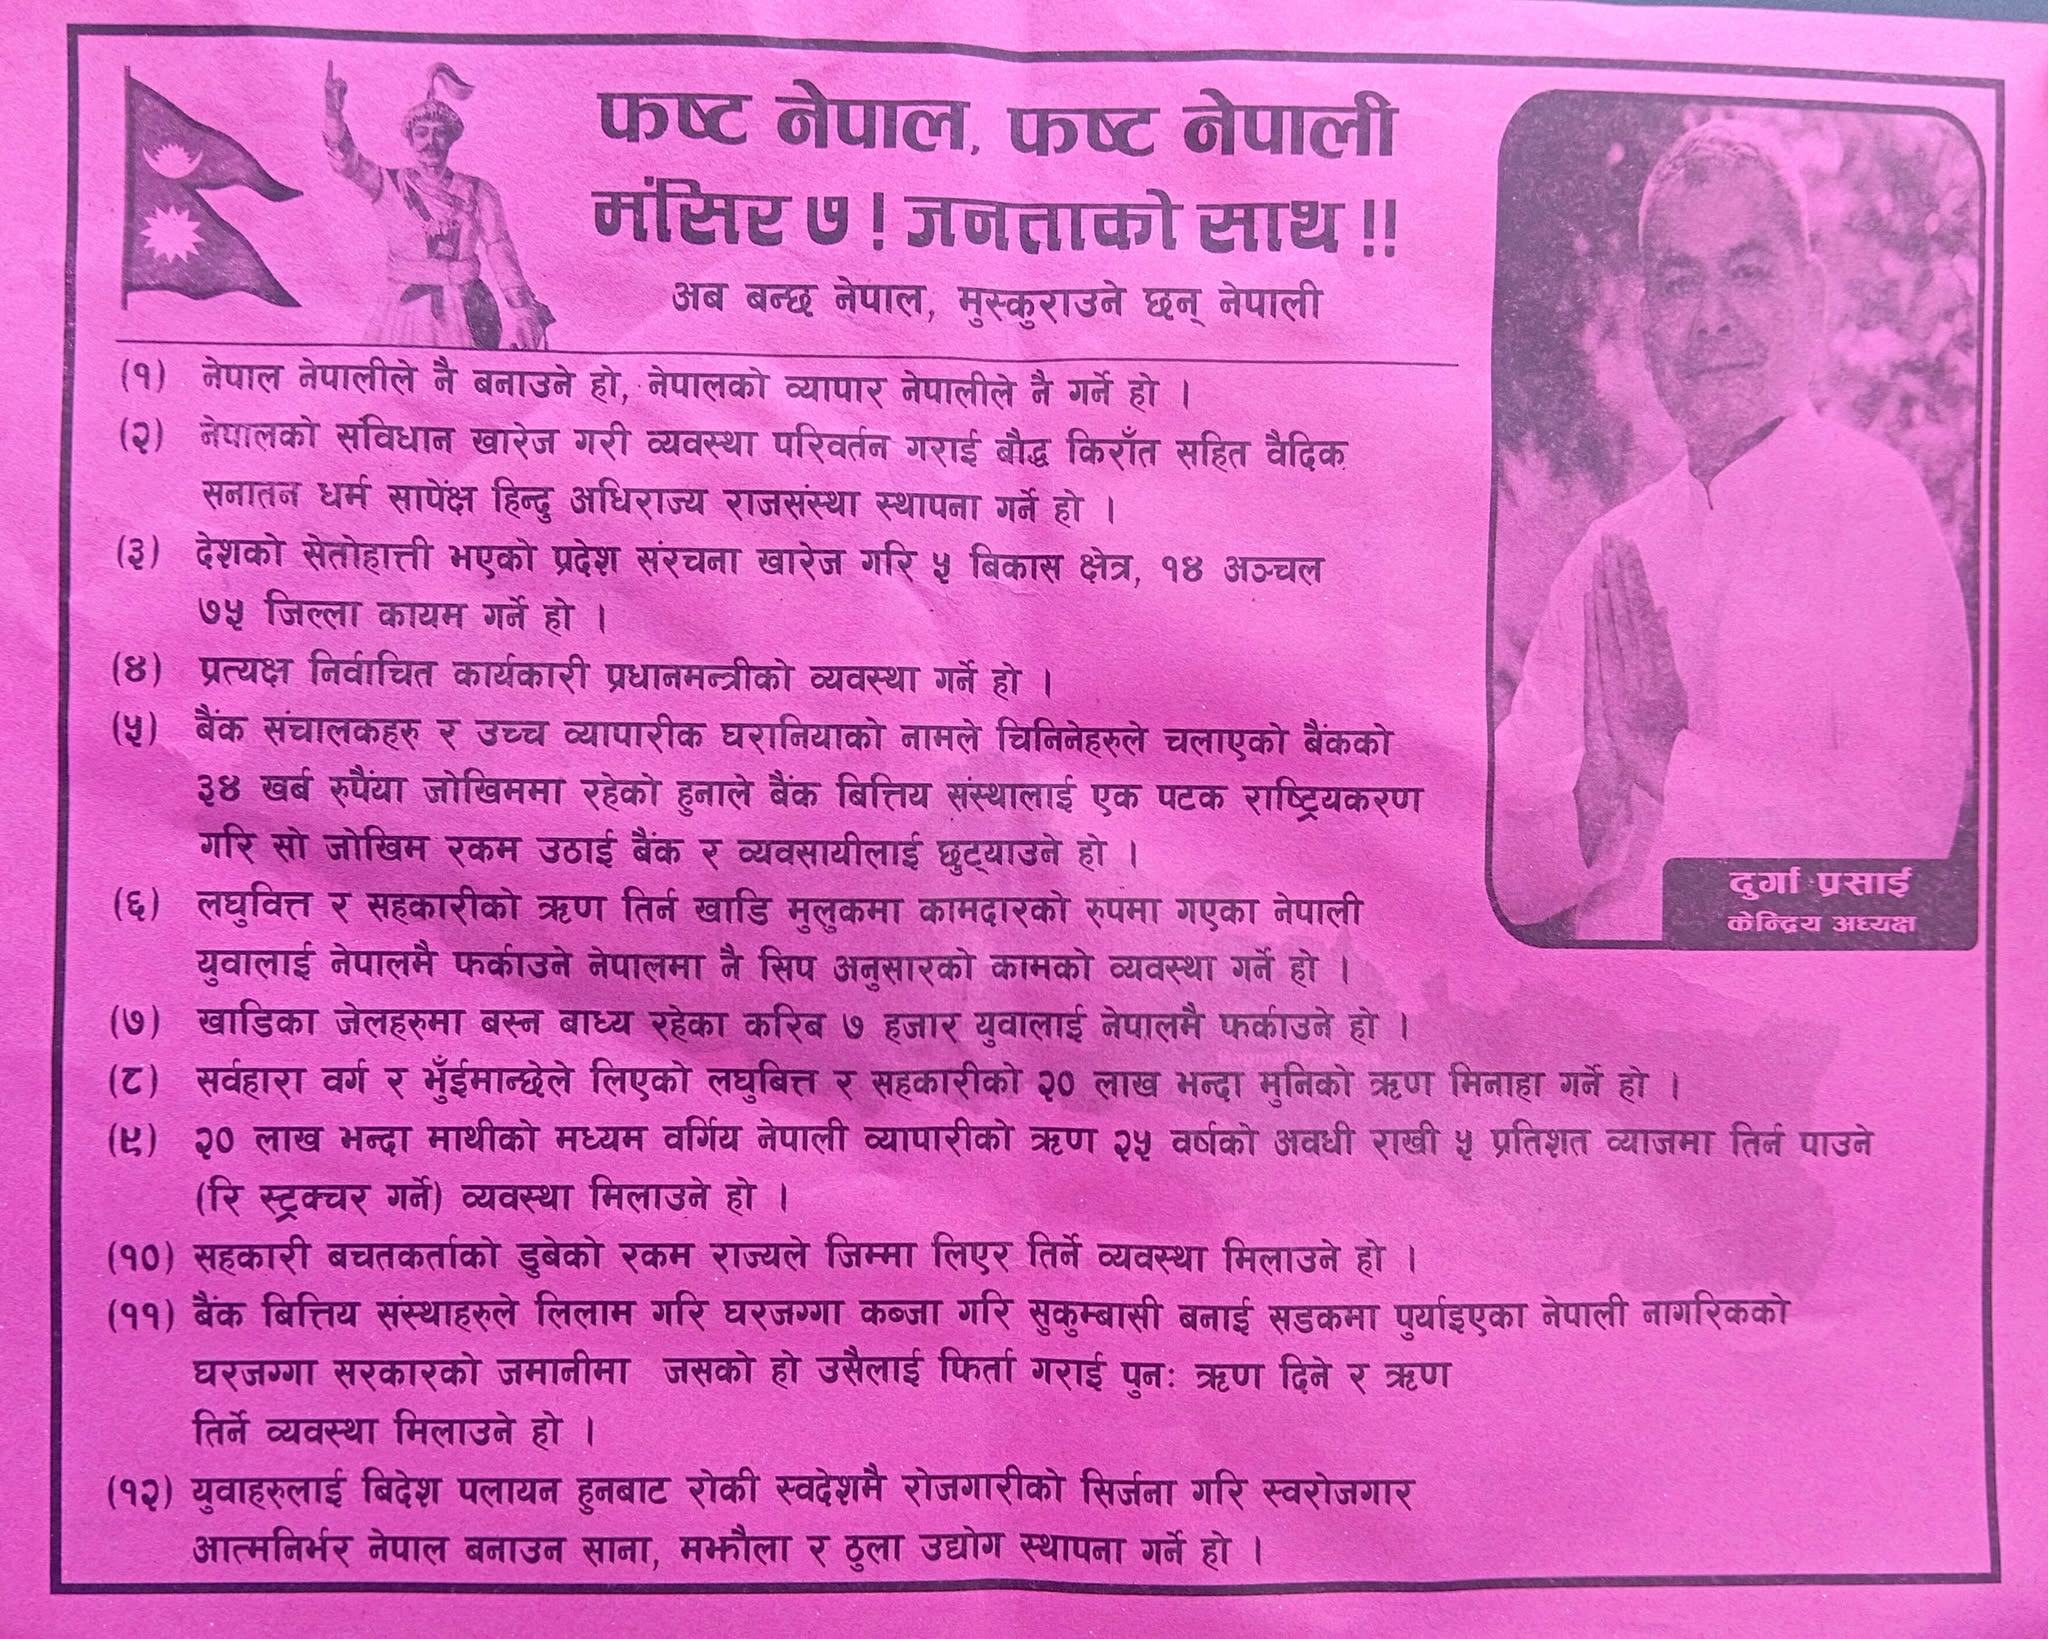 फष्ट नेपाल, फष्ट नेपाली
मंसिर ७ ! जनताको साथ !!
अब बन्छ नेपाल, मुस्कुराउने छन् नेपाली
(१) नेपाल नेपालीले नै बनाउने हो, नेपालको व्यापार नेपालीले नै गर्ने हो ।
(२) नेपालको संविधान खारेज गरी व्यवस्था परिवर्तन गराई बौद्ध किराँत सहित वैदिक
सनातन धर्म सापेंक्ष हिन्दु अधिराज्य राजसंस्था स्थापना गर्ने हो ।
(३) देशको सेतोहात्ती भएको प्रदेश संरचना खारेज गरि ५ बिकास क्षेत्र, १४ अञ्चल
७५ जिल्ला कायम गर्ने हो ।
(४) प्रत्यक्ष निर्वाचित कार्यकारी प्रधानमन्त्रीको व्यवस्था गर्ने हो ।
(५) बैंक संचालकहरु र उच्च व्यापारीक घरानियाको नामले चिनिनेहरुले चलाएको बैंकको
३४ खर्ब रुपैंया जोखिममा रहेको हुनाले बैंक बित्तिय संस्थालाई एक पटक राष्ट्रियकरण
गरि सो जोखिम रकम उठाई बैंक र व्यवसायीलाई छुट्याउने हो ।
(६) लघुवित्त र सहकारीको ऋण तिर्न खाडि मुलुकमा कामदारको रुपमा गएका नेपाली
युवालाई नेपालमै फर्काउने नेपालमा नै सिप अनुसारको कामको व्यवस्था गर्ने हो ।
(७) खाडिका जेलहरुमा बस्न बाध्य रहेका करिब ७ हजार युवालाई नेपालमै फर्काउने हो ।
(८) सर्वहारा वर्ग र भुँईमान्छेले लिएको लघुबित्त र सहकारीको २० लाख भन्दा मुनिको ऋण मिनाहा गर्ने हो ।
(९) २० लाख भन्दा माथीको मध्यम वर्गिय नेपाली व्यापारीको ऋण २५ वर्षको अवधी राखी ५ प्रतिशत व्याजमा तिर्न पाउने
(रि स्ट्रक्चर गर्ने) व्यवस्था मिलाउने हो ।
(१०) सहकारी बचतकर्ताको डुबेको रकम राज्यले जिम्मा लिएर तिर्ने व्यवस्था मिलाउने हो ।
(११) बैंक बित्तिय संस्थाहरुले लिलाम गरि घरजग्गा कब्जा गरि सुकुम्बासी बनाई सडकमा पुर्याइएका नेपाली नागरिकको
घरजग्गा सरकारको जमानीमा जसको हो उसैलाई फिर्ता गराई पुनः ऋण दिने र ऋण
तिर्ने व्यवस्था मिलाउने हो ।
(१२) युवाहरुलाई बिदेश पलायन हुनबाट रोकी स्वदेशमै रोजगारीको सिर्जना गरि स्वरोजगार
आत्मनिर्भर नेपाल बनाउन साना, मझौला र ठुला उद्योग स्थापना गर्ने हो ।
दुर्गा प्रसाई
केन्द्रिय अध्यक्ष